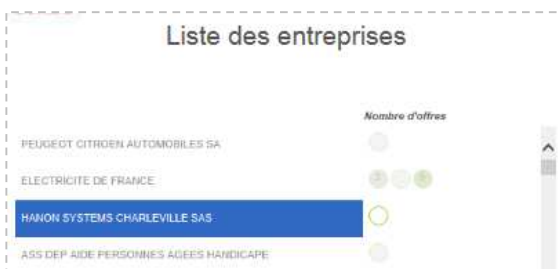 Liste des entreprises
Nombre d'offres
PEUGEOT CITROEN AUTOMOBILES SA
ELECTRICITE DE FRANCE
HANON SYSTEMS CHARLEVILLE SAS
ASS DEP AIDE PERSONNES AGEES HANDICAPE